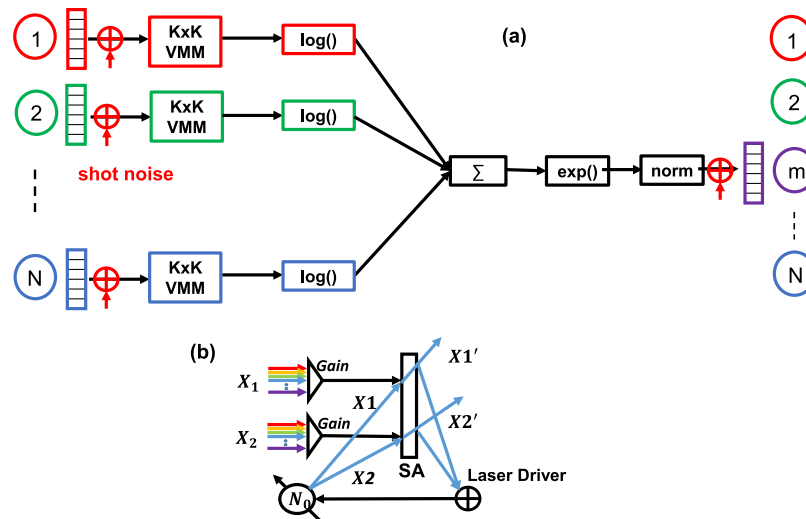 (a)
1
KxK
VMM
log()
1
2
KxK
VMM
log()
2
shot noise
Σ
exp()
norm
m
N
KxK
VMM
log()
N
(b)
X₁
Gain
X1
X1′
X₂
Gain
X2
X2′
SA
Laser Driver
N₀